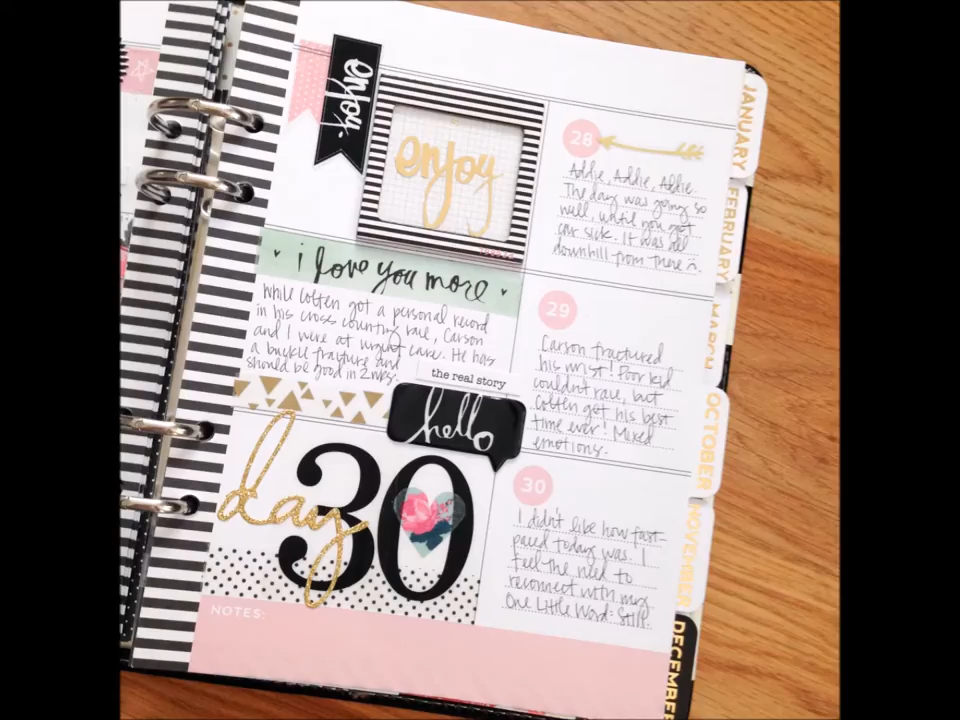 enjoy.
enjoy
i love you more
While Colten got a personal record
in his cross country race, Carson
and I were at urgent care. He has
a buckle fracture and
should be good in 2 wks.
the real story
hello
day
30
NOTES:
28
Addie, Addie, Addie.
The day was going so
well, until you got
car sick. It was all
downhill from there
29
Carson fractured
his wrist! Poor kid
couldn't race, but
Colten got his best
time ever! Mixed
emotions.
30
I didn't like how fast-
paced today was. I
feel the need to
reconnect with my
One Little Word: Still.
JANUARY
FEBRUARY
MARCH
OCTOBER
NOVEMBER
DECEMBER